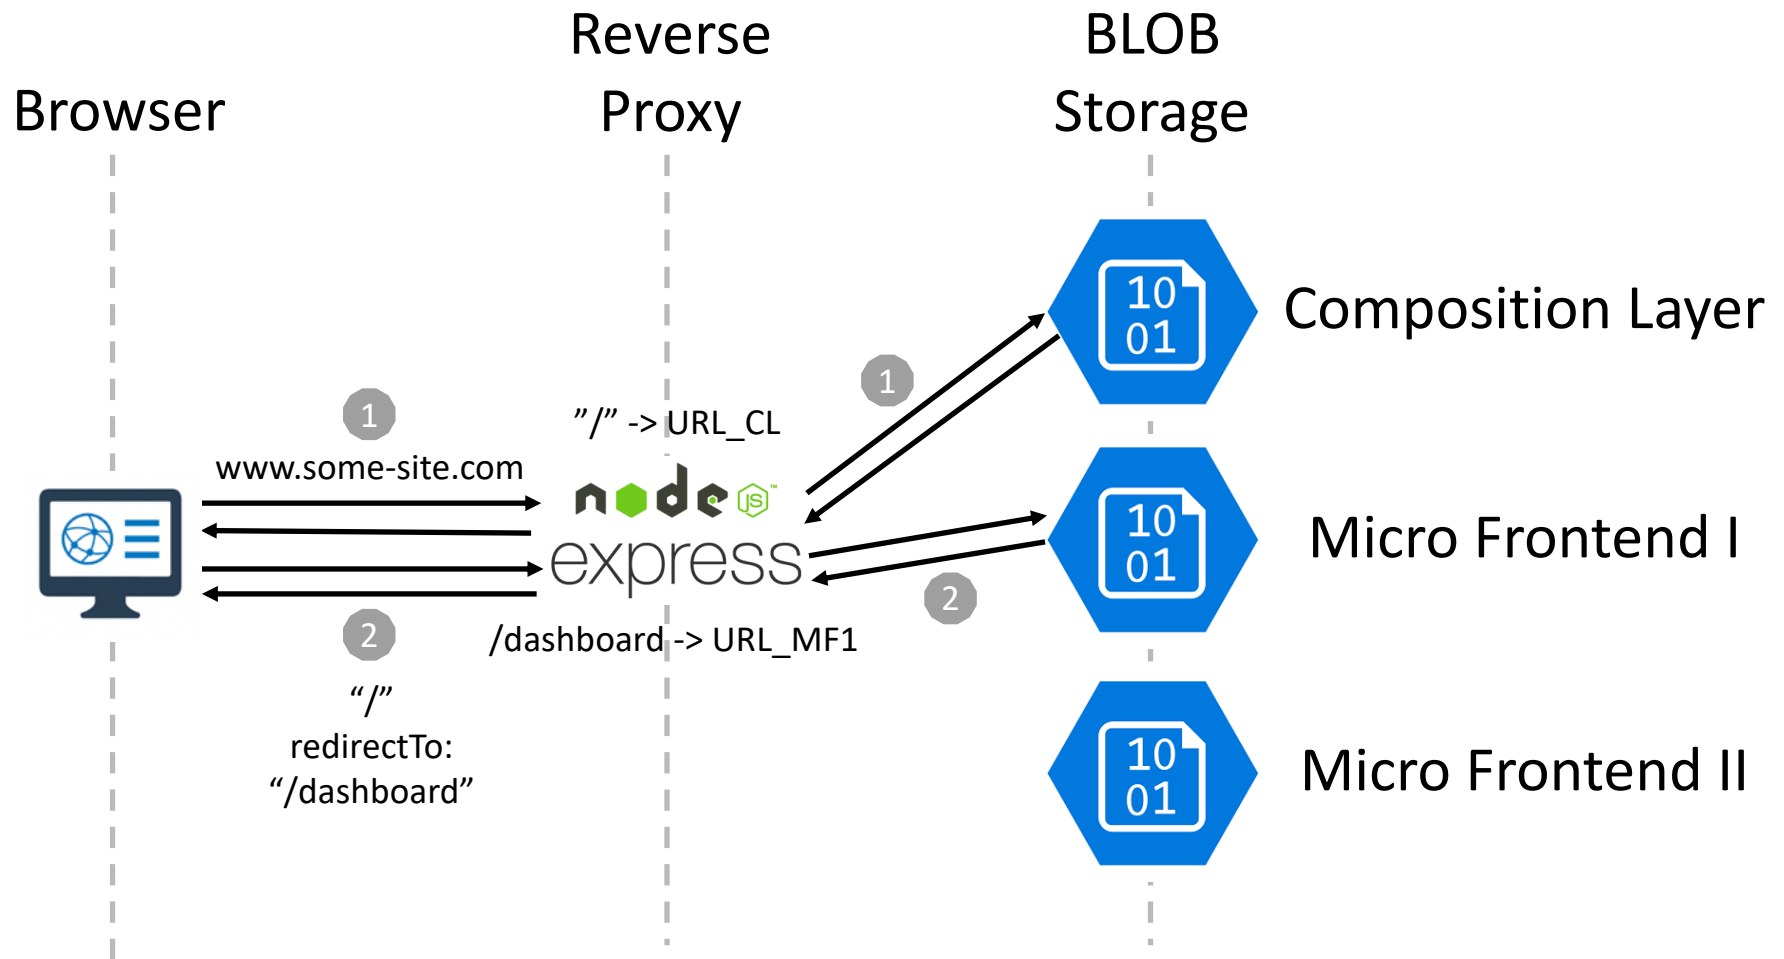 Browser
Reverse
Proxy
BLOB
Storage
10
01
Composition Layer
1
1
”/” -> URL_CL
www.some-site.com
node
JS
™
express
10
01
Micro Frontend I
2
2
/dashboard -> URL_MF1
“/”
redirectTo:
“/dashboard”
10
01
Micro Frontend II